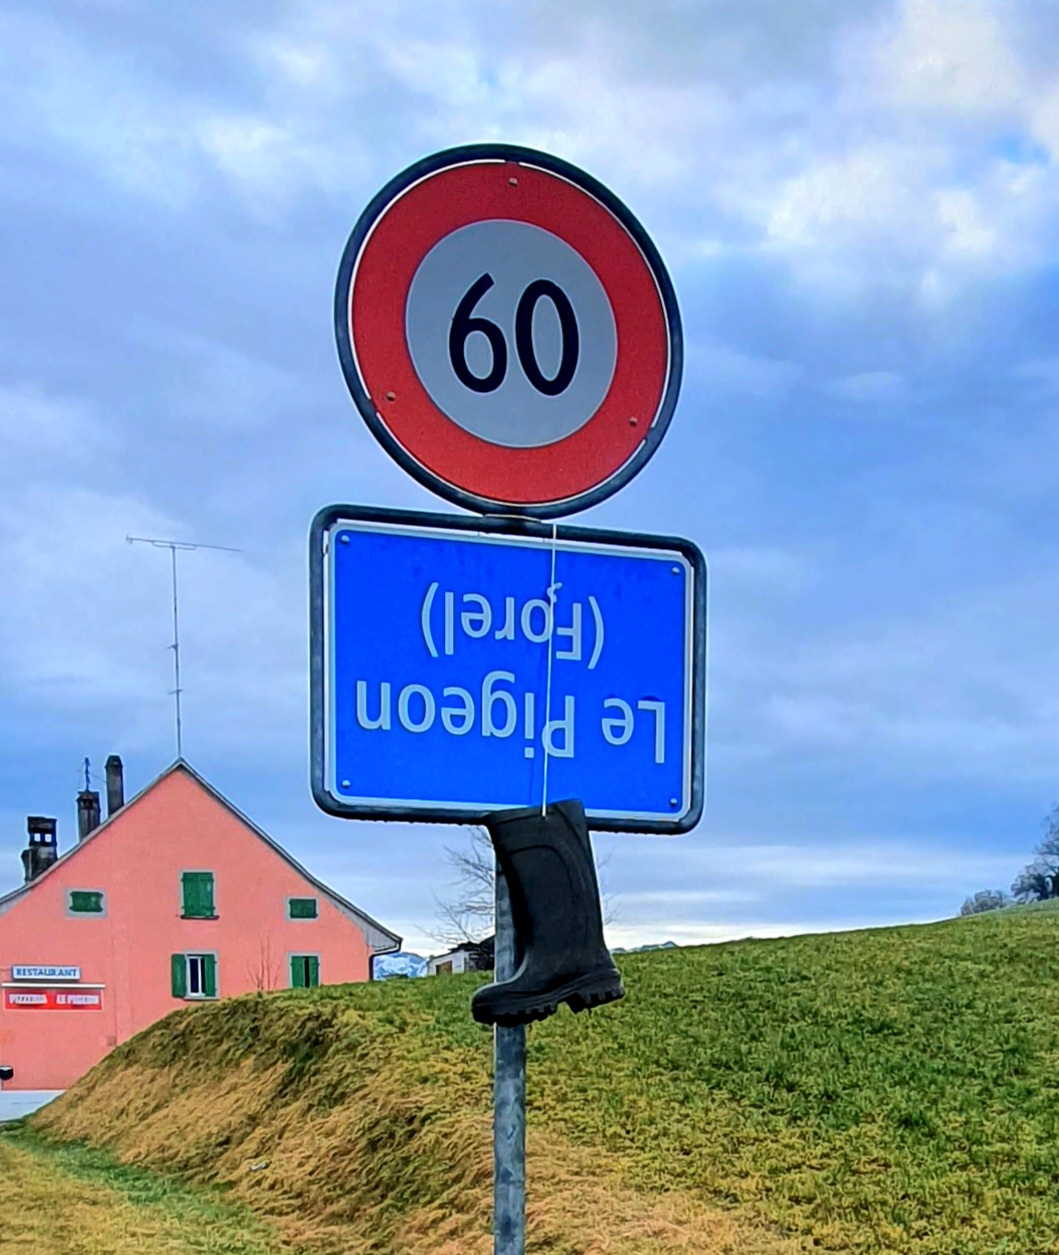 60
Le Pigeon
(Forel)
RESTAURANT